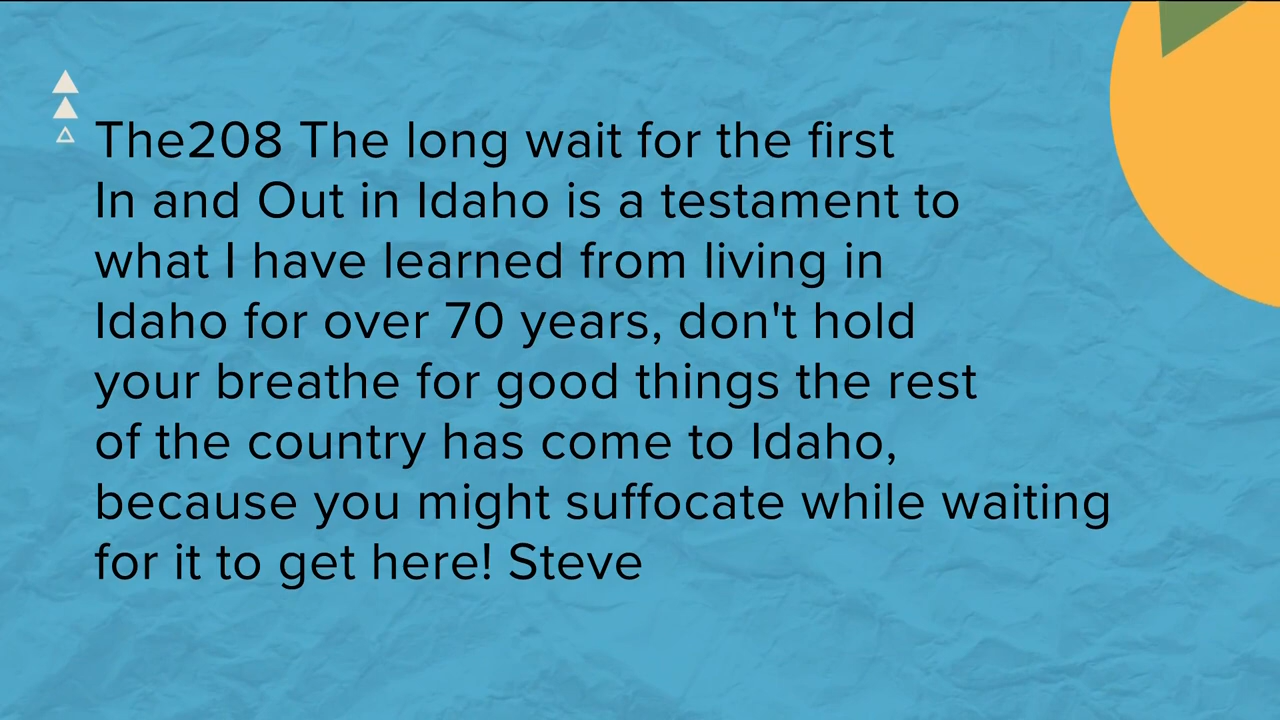 The208 The long wait for the first
In and Out in Idaho is a testament to
what I have learned from living in
Idaho for over 70 years, don't hold
your breathe for good things the rest
of the country has come to Idaho,
because you might suffocate while waiting
for it to get here! Steve